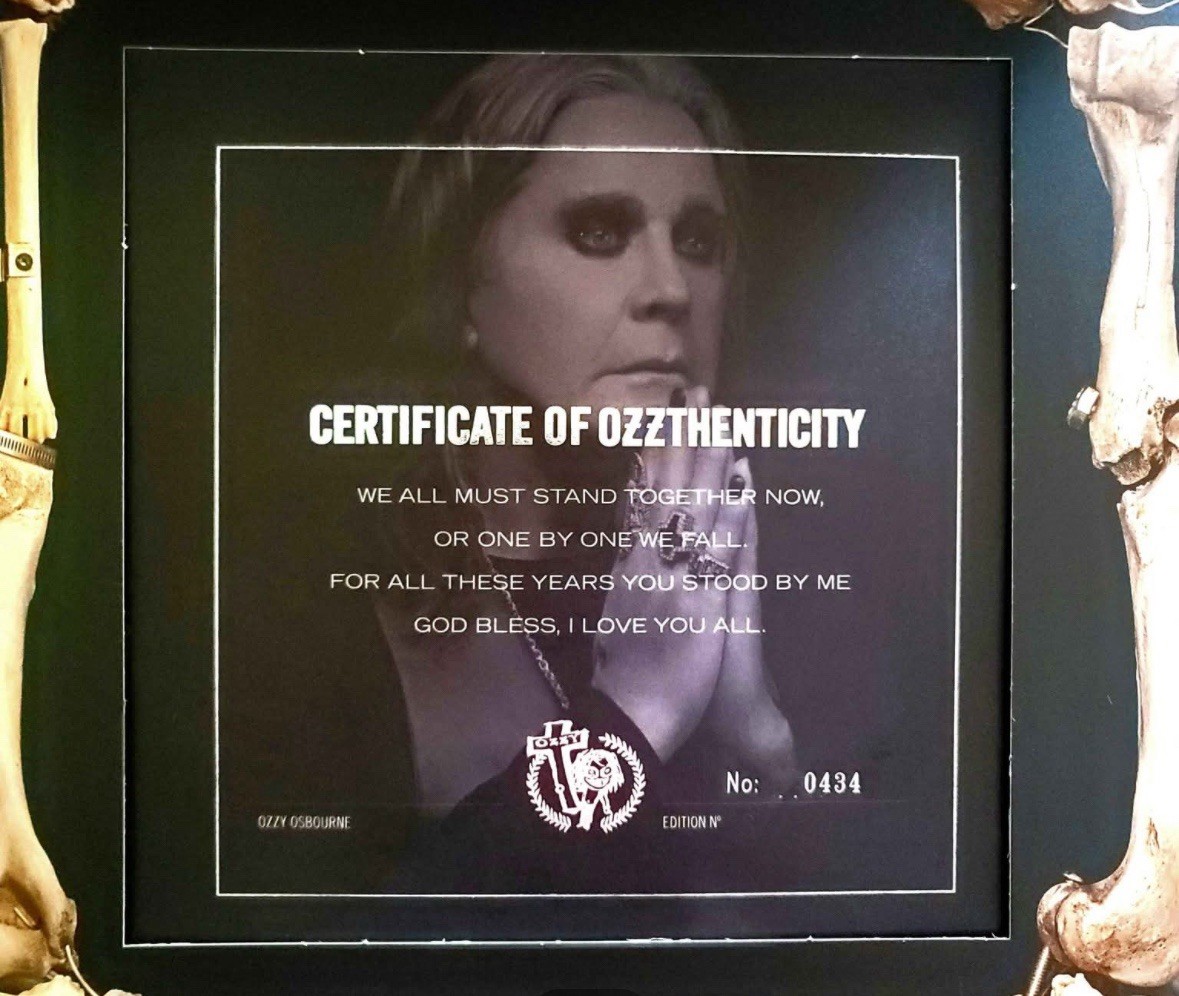 CERTIFICATE OF OZZTHENTICITY
WE ALL MUST STAND TOGETHER NOW,
OR ONE BY ONE WE FALL.
FOR ALL THESE YEARS YOU STOOD BY ME
GOD BLESS, I LOVE YOU ALL.
OZZY
No: 0434
OZZY OSBOURNE
EDITION Nº